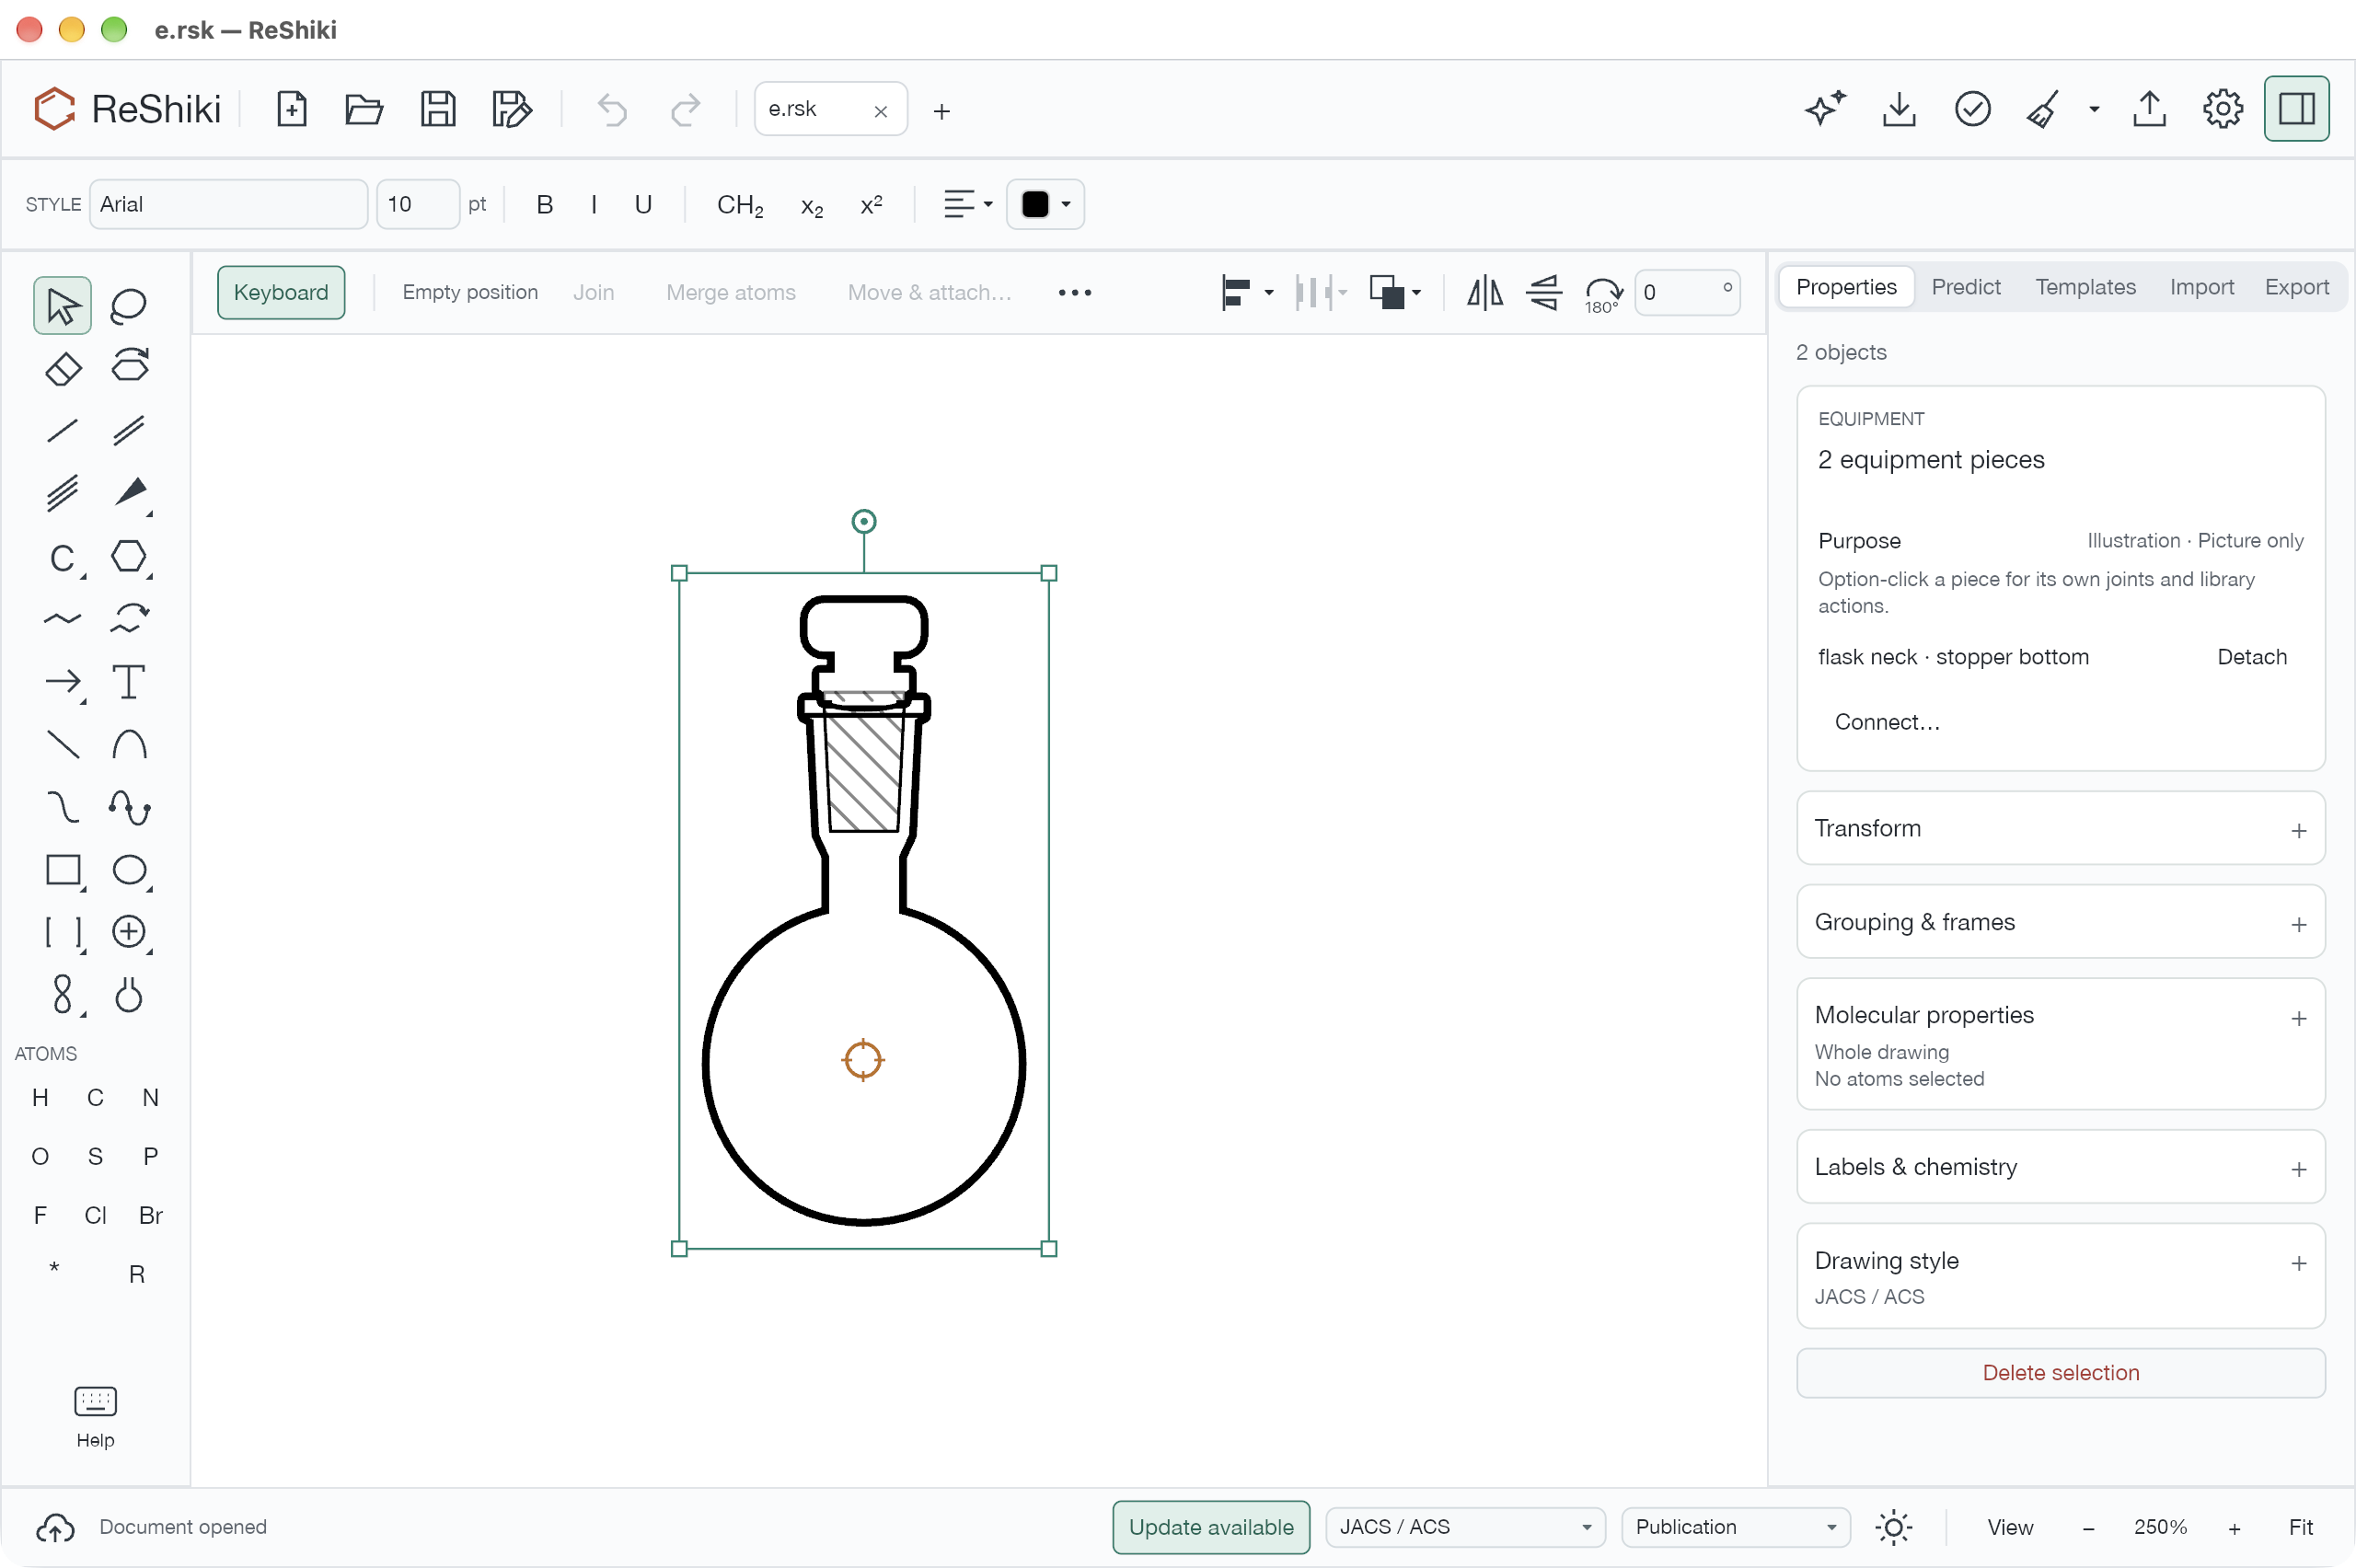 e.rsk — ReShiki
ReShiki
e.rsk
STYLE Arial 10 pt B I U CH₂ x₂ x²
Keyboard Empty position Join Merge atoms Move & attach... 180° 0 °
Properties Predict Templates Import Export
2 objects
EQUIPMENT
2 equipment pieces
Purpose Illustration · Picture only
Option-click a piece for its own joints and library
actions.
flask neck · stopper bottom Detach
Connect...
Transform +
Grouping & frames +
Molecular properties +
Whole drawing
No atoms selected
Labels & chemistry +
Drawing style +
JACS / ACS
Delete selection
C
T
ATOMS
H C N
O S P
F Cl Br
* R
Help
Document opened Update available JACS / ACS Publication View – 250% + Fit